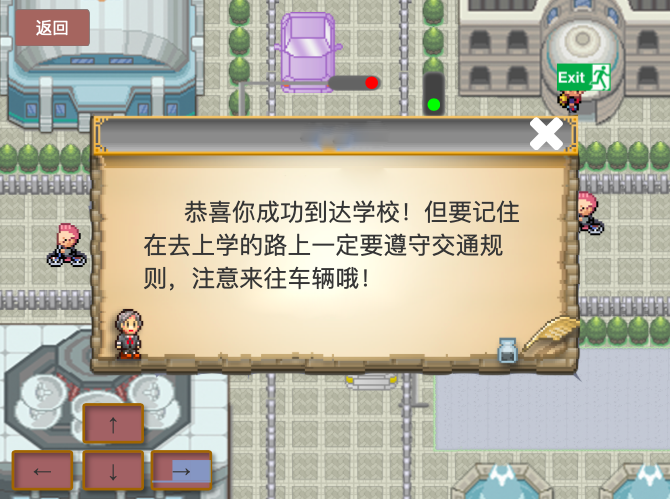 返回
Exit
恭喜你成功到达学校！但要记住
在去上学的路上一定要遵守交通规
则，注意来往车辆哦！
↑
← ↓ →